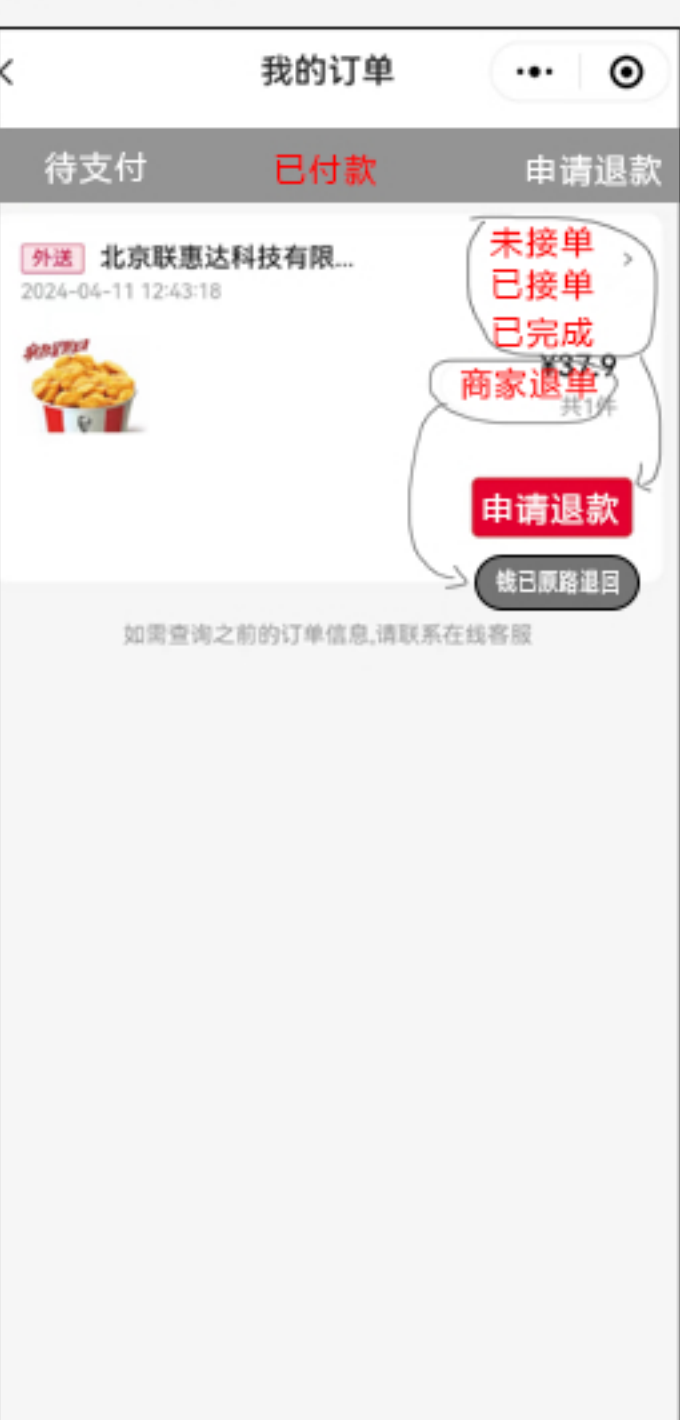 我的订单
待支付 已付款 申请退款
外送 北京联惠达科技有限... 未接单
2024-04-11 12:43:18 已接单
已完成
¥37.9
商家退单
共1件
申请退款
钱已原路退回
如需查询之前的订单信息,请联系在线客服